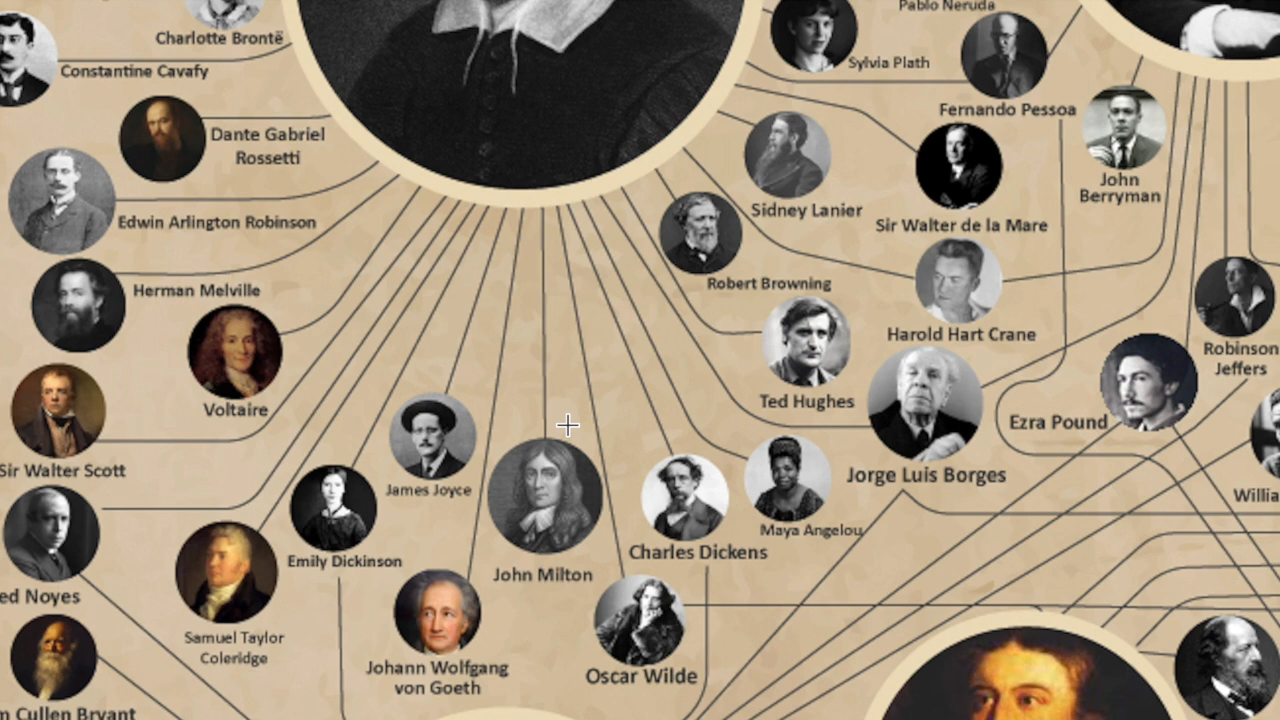 Pablo Neruda
Charlotte Brontë
Sylvia Plath
Constantine Cavafy
Fernando Pessoa
Dante Gabriel
Rossetti
John
Berryman
Sidney Lanier
Edwin Arlington Robinson
Sir Walter de la Mare
Robert Browning
Herman Melville
Harold Hart Crane
Robinson
Jeffers
Ted Hughes
Voltaire
Ezra Pound
Sir Walter Scott
Jorge Luis Borges
James Joyce
Willia
Maya Angelou
Charles Dickens
Emily Dickinson
John Milton
ed Noyes
Samuel Taylor
Coleridge
Johann Wolfgang
von Goeth
Oscar Wilde
m Cullen Bryant